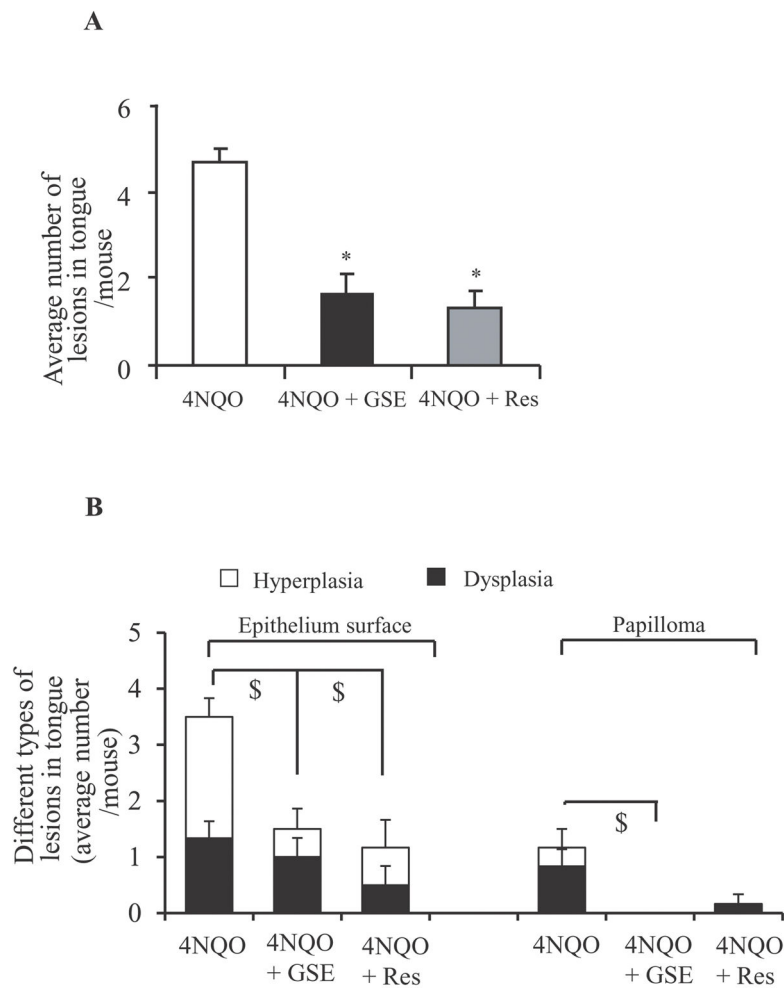 A
6
4
2
0
Average number of
lesions in tongue
/mouse
*
*
4NQO
4NQO + GSE
4NQO + Res
B
Hyperplasia
Dysplasia
Epithelium surface
Papilloma
5
4
3
2
1
0
Different types of
lesions in tongue
(average number
/mouse)
$
$
$
4NQO
4NQO
+ GSE
4NQO
+ Res
4NQO
4NQO
+ GSE
4NQO
+ Res